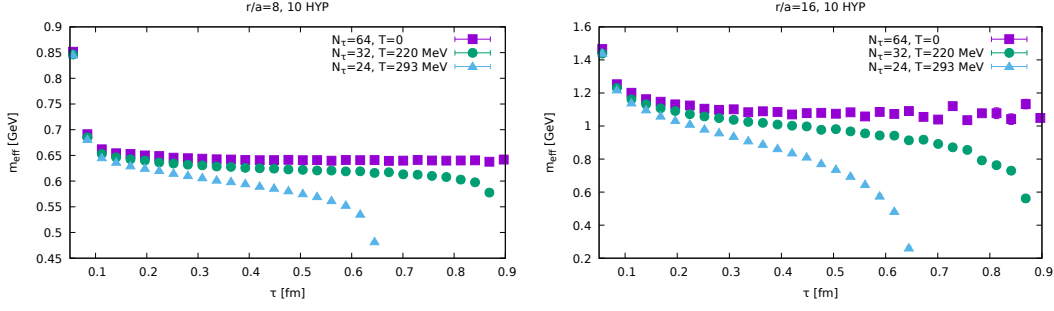 r/a=8, 10 HYP
m_eff [GeV]
0.9
0.85
0.8
0.75
0.7
0.65
0.6
0.55
0.5
0.45
N_τ=64, T=0
N_τ=32, T=220 MeV
N_τ=24, T=293 MeV
0.1 0.2 0.3 0.4 0.5 0.6 0.7 0.8 0.9
τ [fm]
r/a=16, 10 HYP
m_eff [GeV]
1.6
1.4
1.2
1
0.8
0.6
0.4
0.2
N_τ=64, T=0
N_τ=32, T=220 MeV
N_τ=24, T=293 MeV
0.1 0.2 0.3 0.4 0.5 0.6 0.7 0.8 0.9
τ [fm]